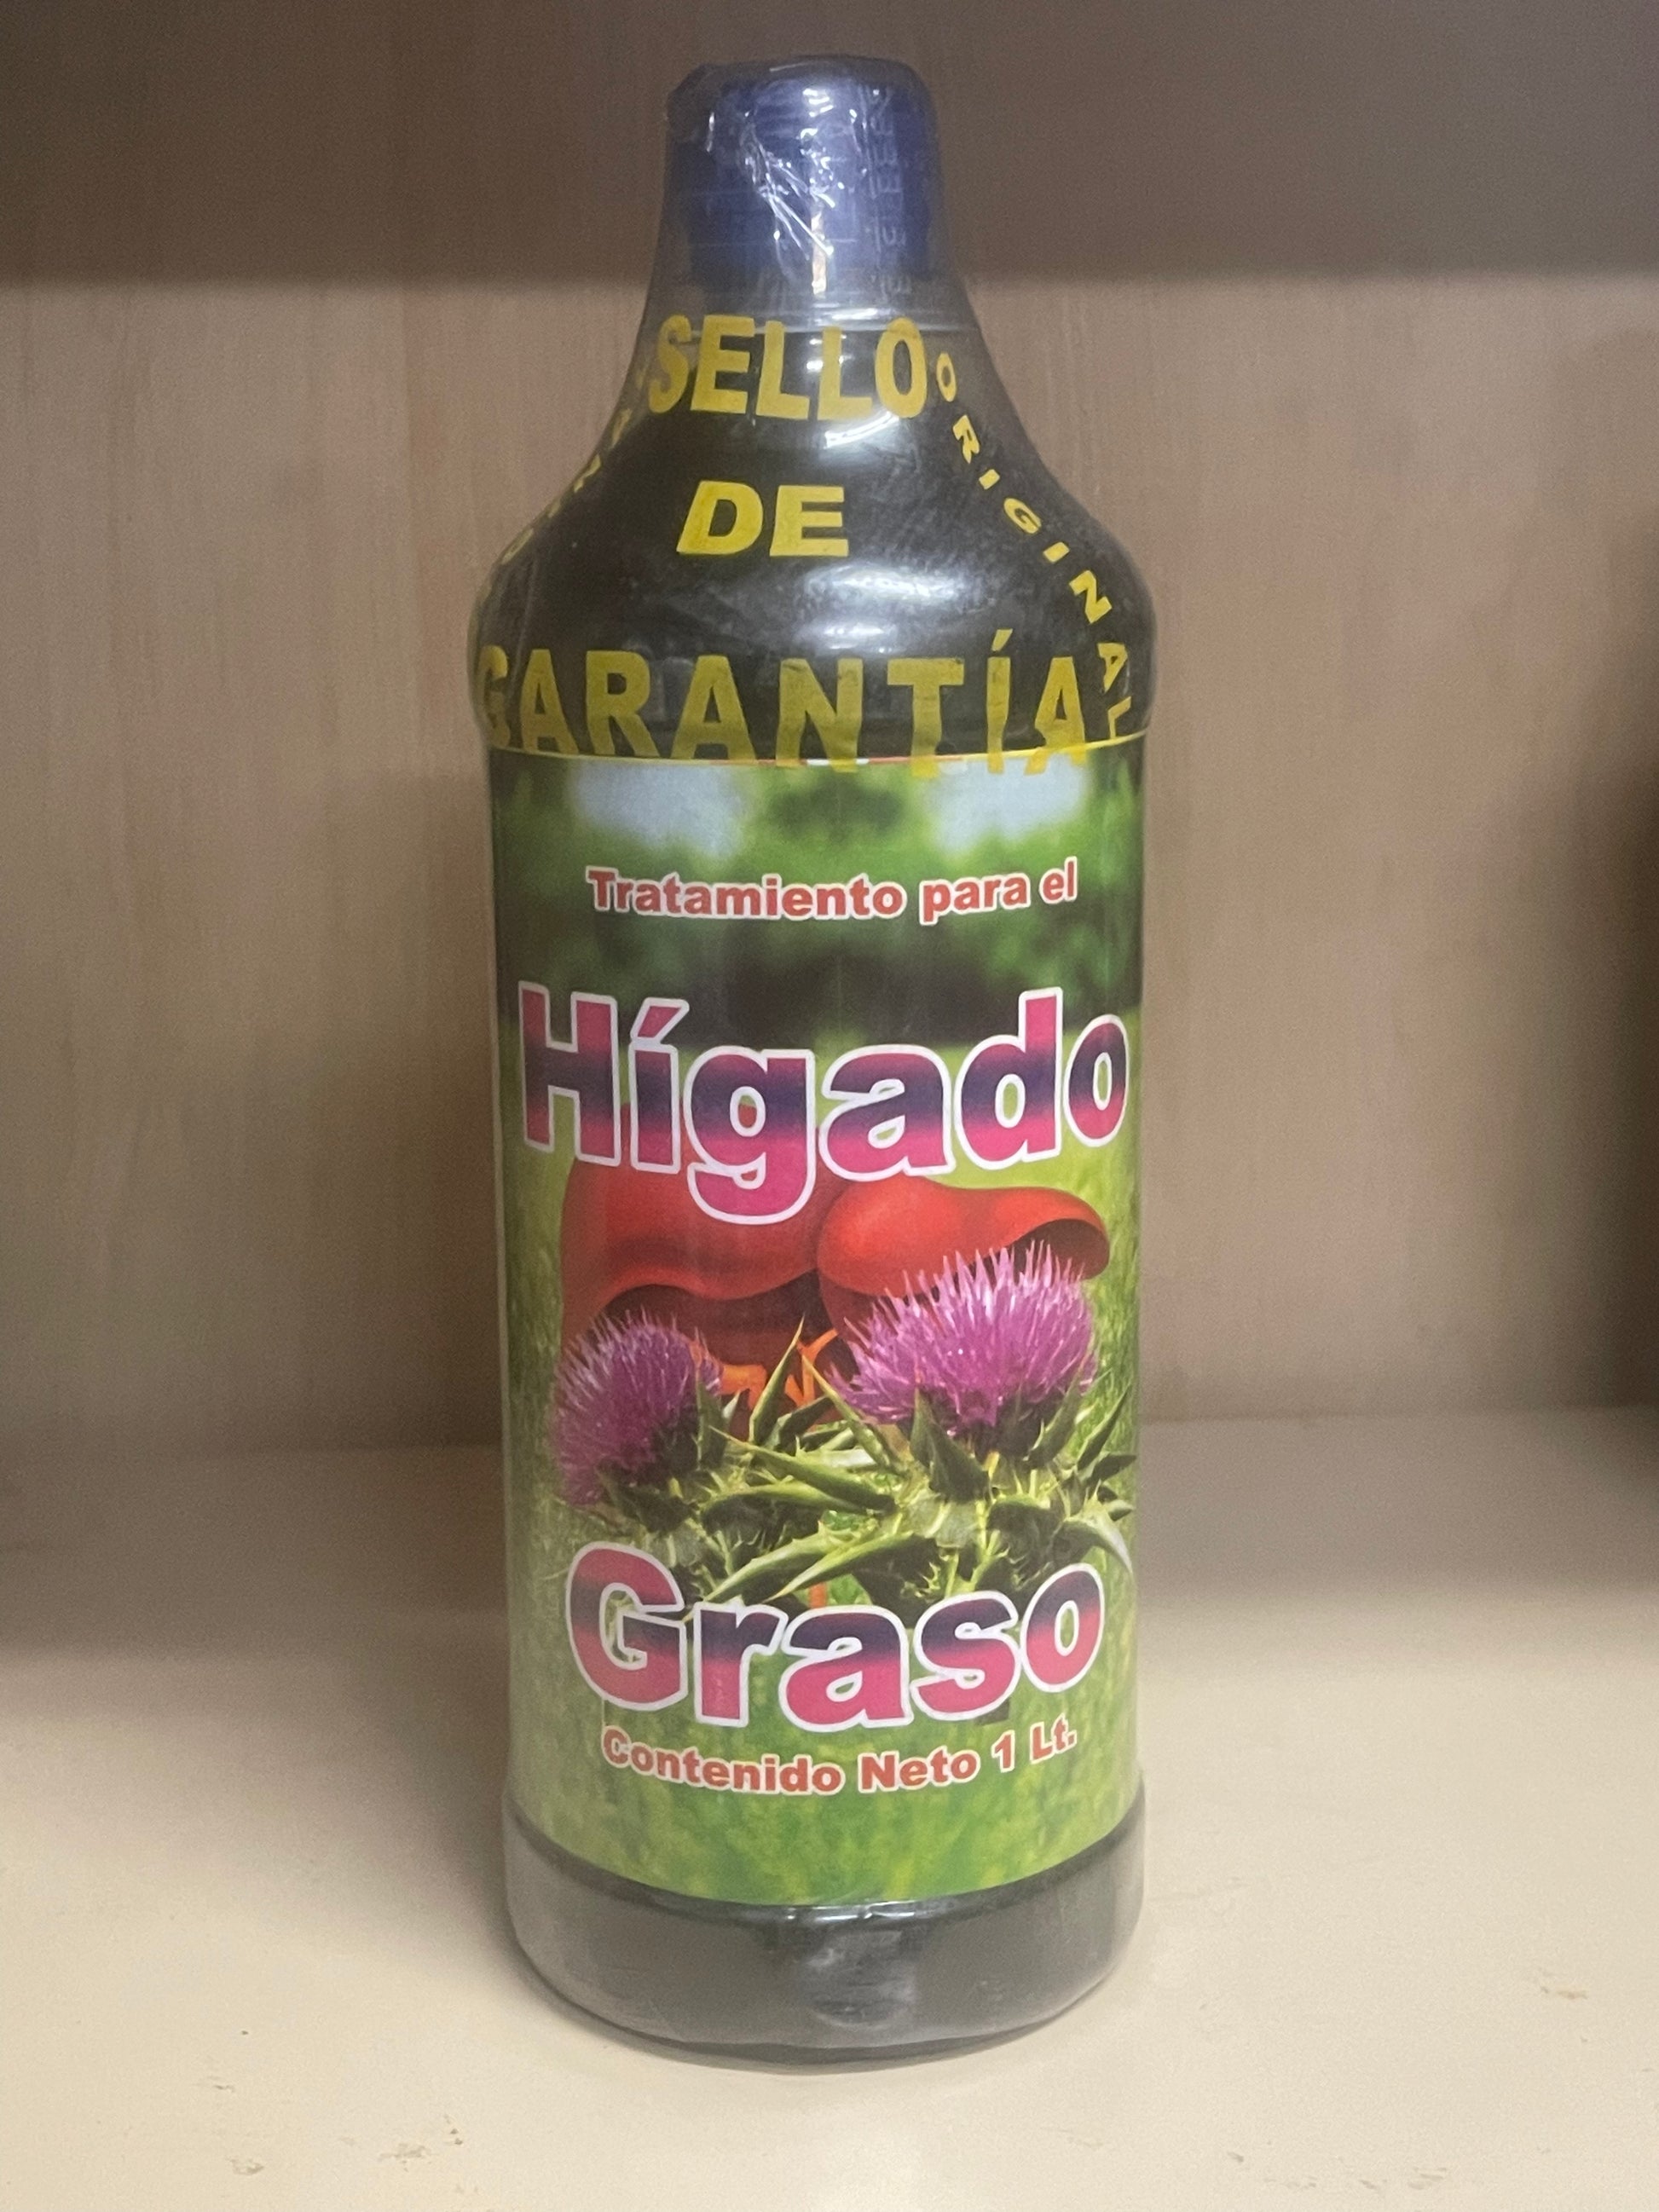 SELLO
DE
GARANTÍA
ORIGINAL
Tratamiento para el
Hígado
Graso
Contenido Neto 1 Lt.